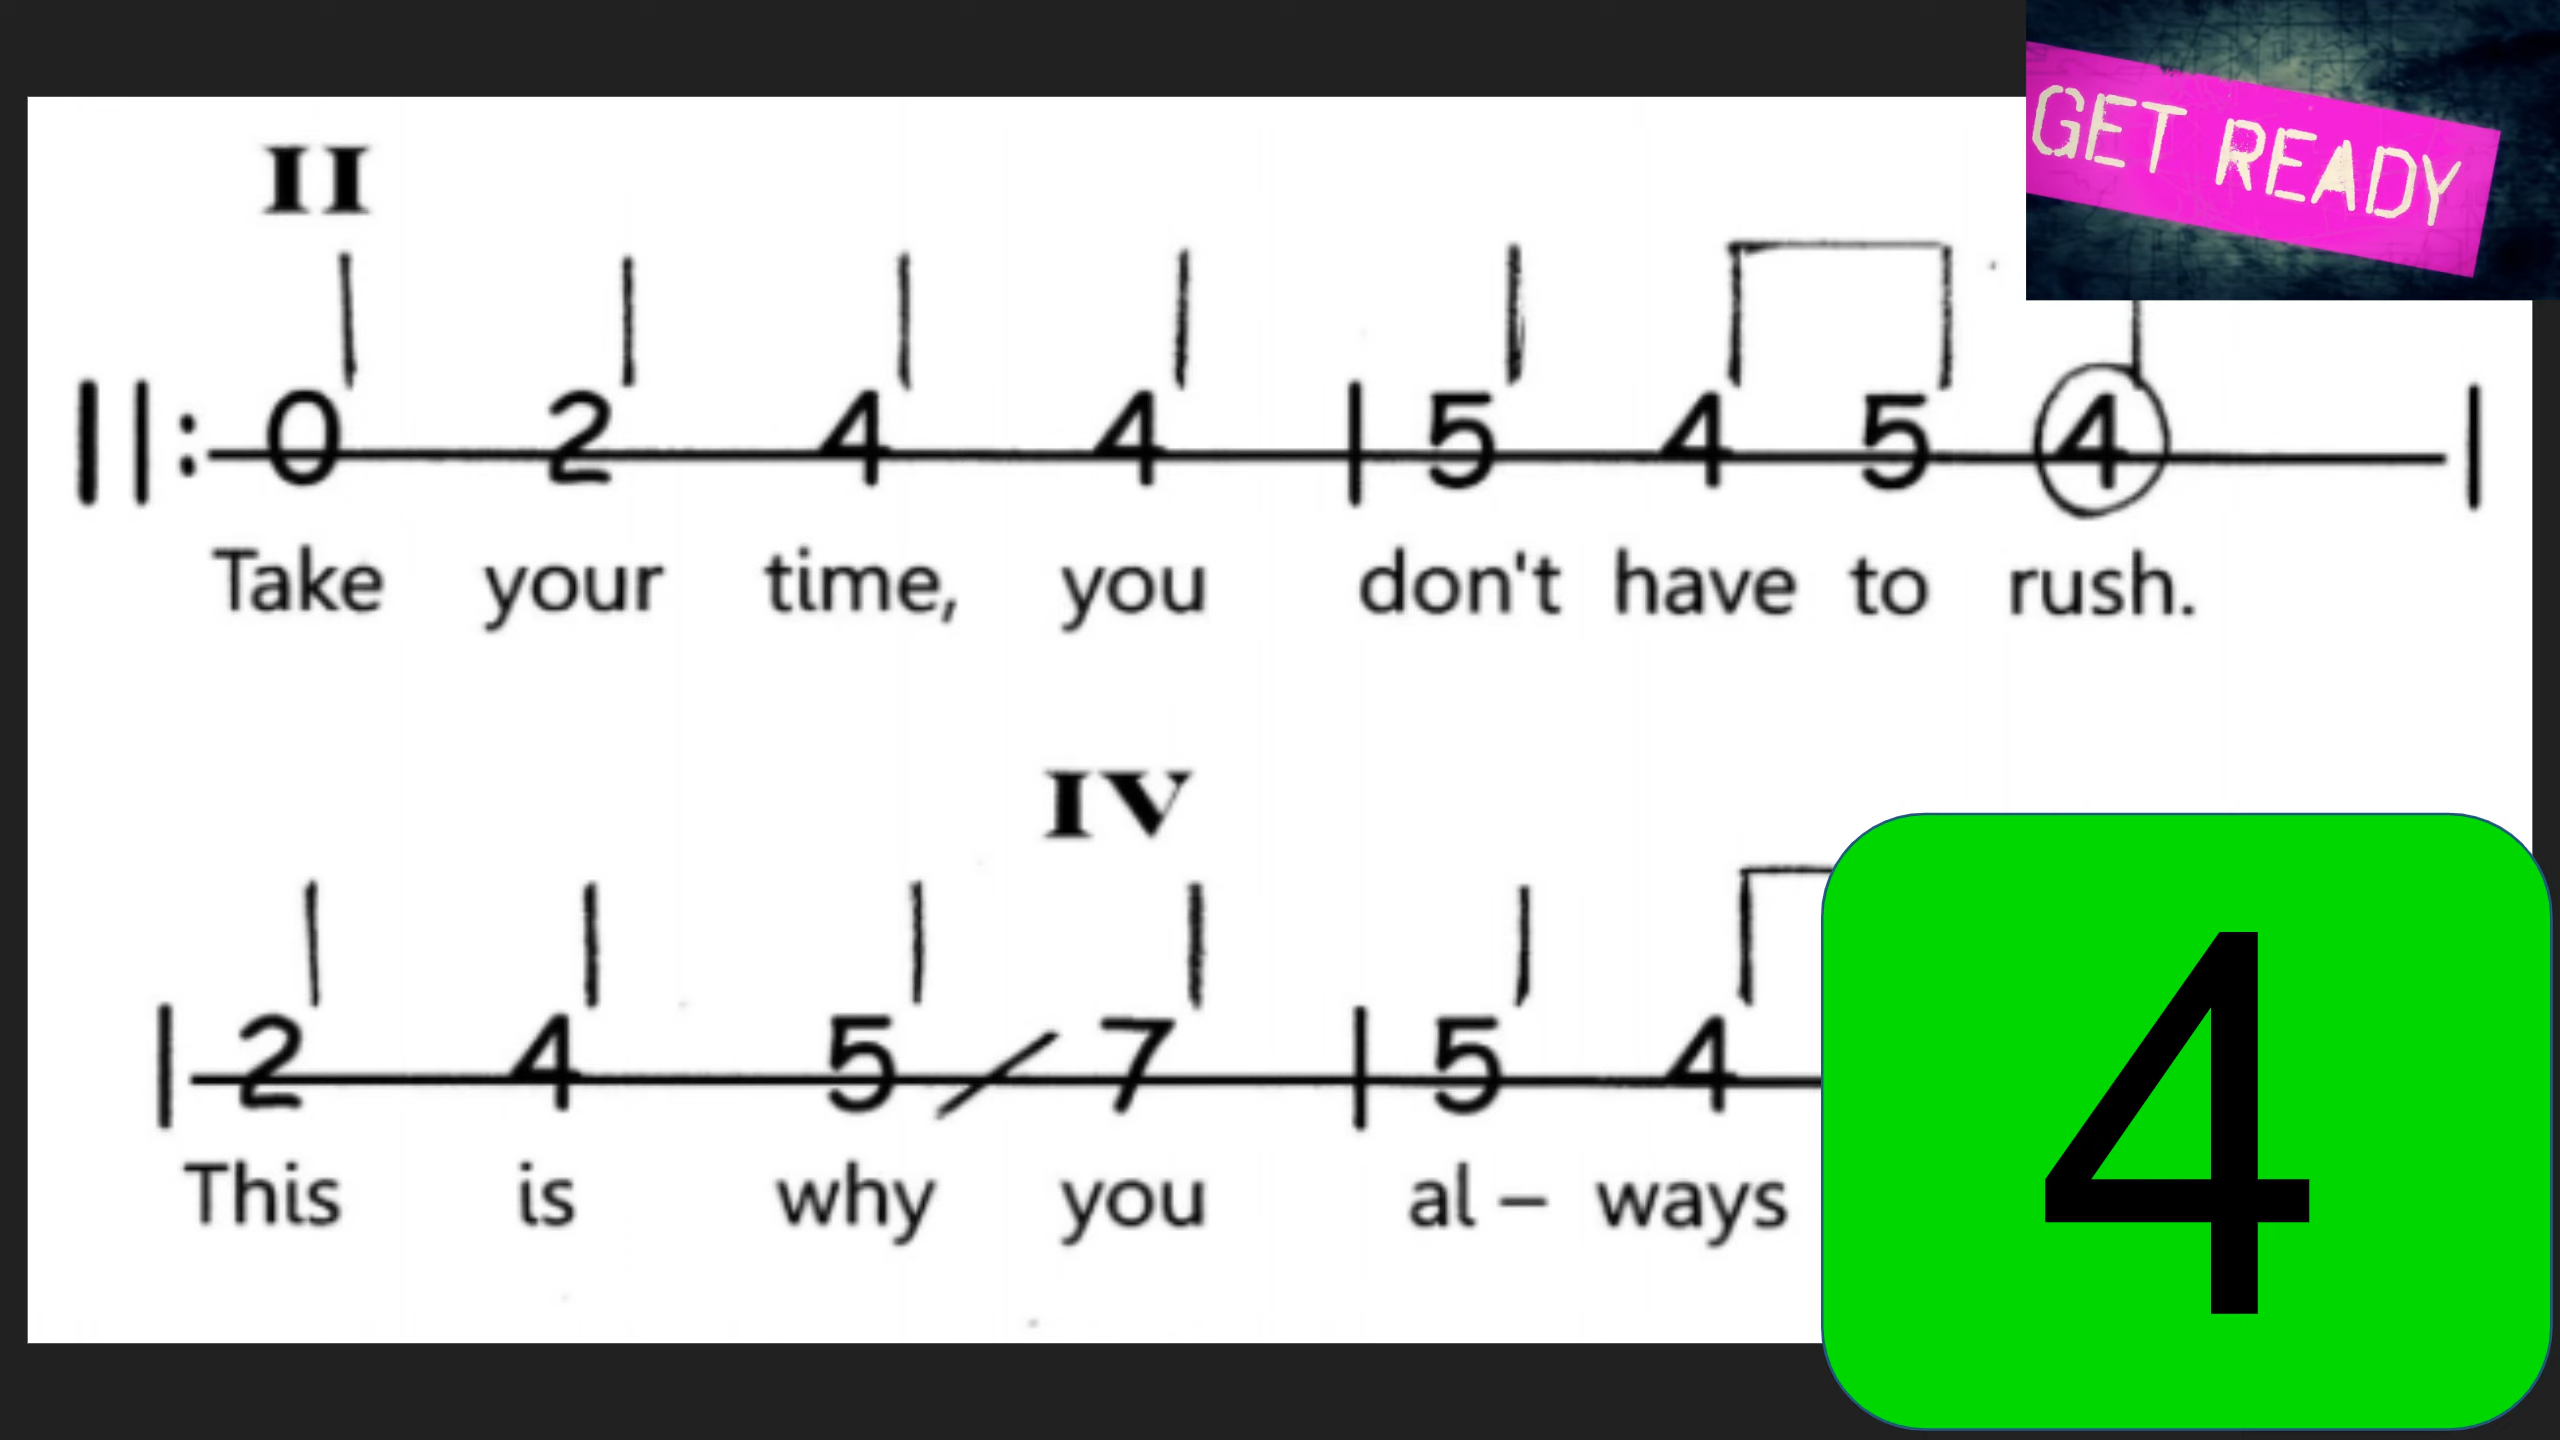 GET READY
II
||: 0 2 4 4 | 5 4 5 4 |
Take your time, you don't have to rush.
IV
| 2 4 5 / 7 | 5 4
This is why you al – ways
4